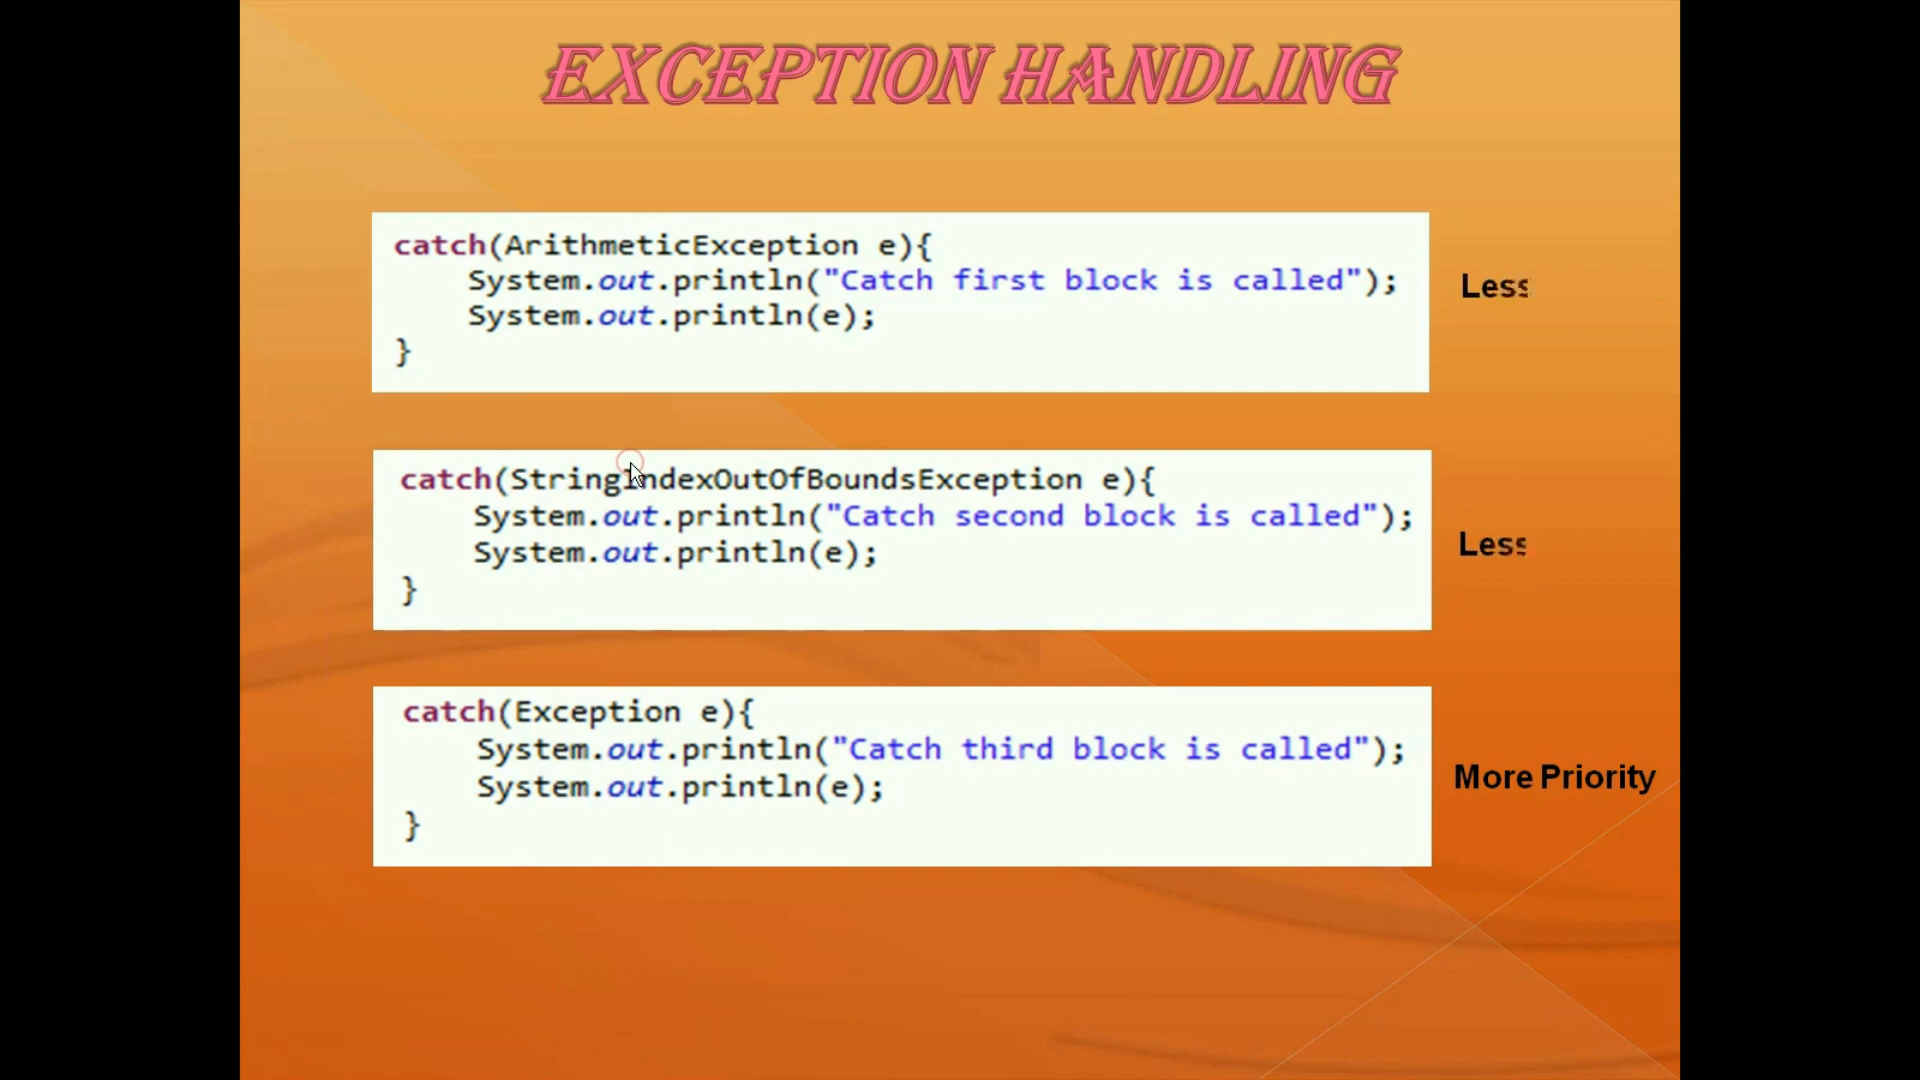 EXCEPTION HANDLING
catch(ArithmeticException e){
System.out.println("Catch first block is called");
System.out.println(e);
}
Less
catch(StringIndexOutOfBoundsException e){
System.out.println("Catch second block is called");
System.out.println(e);
}
Less
catch(Exception e){
System.out.println("Catch third block is called");
System.out.println(e);
}
More Priority